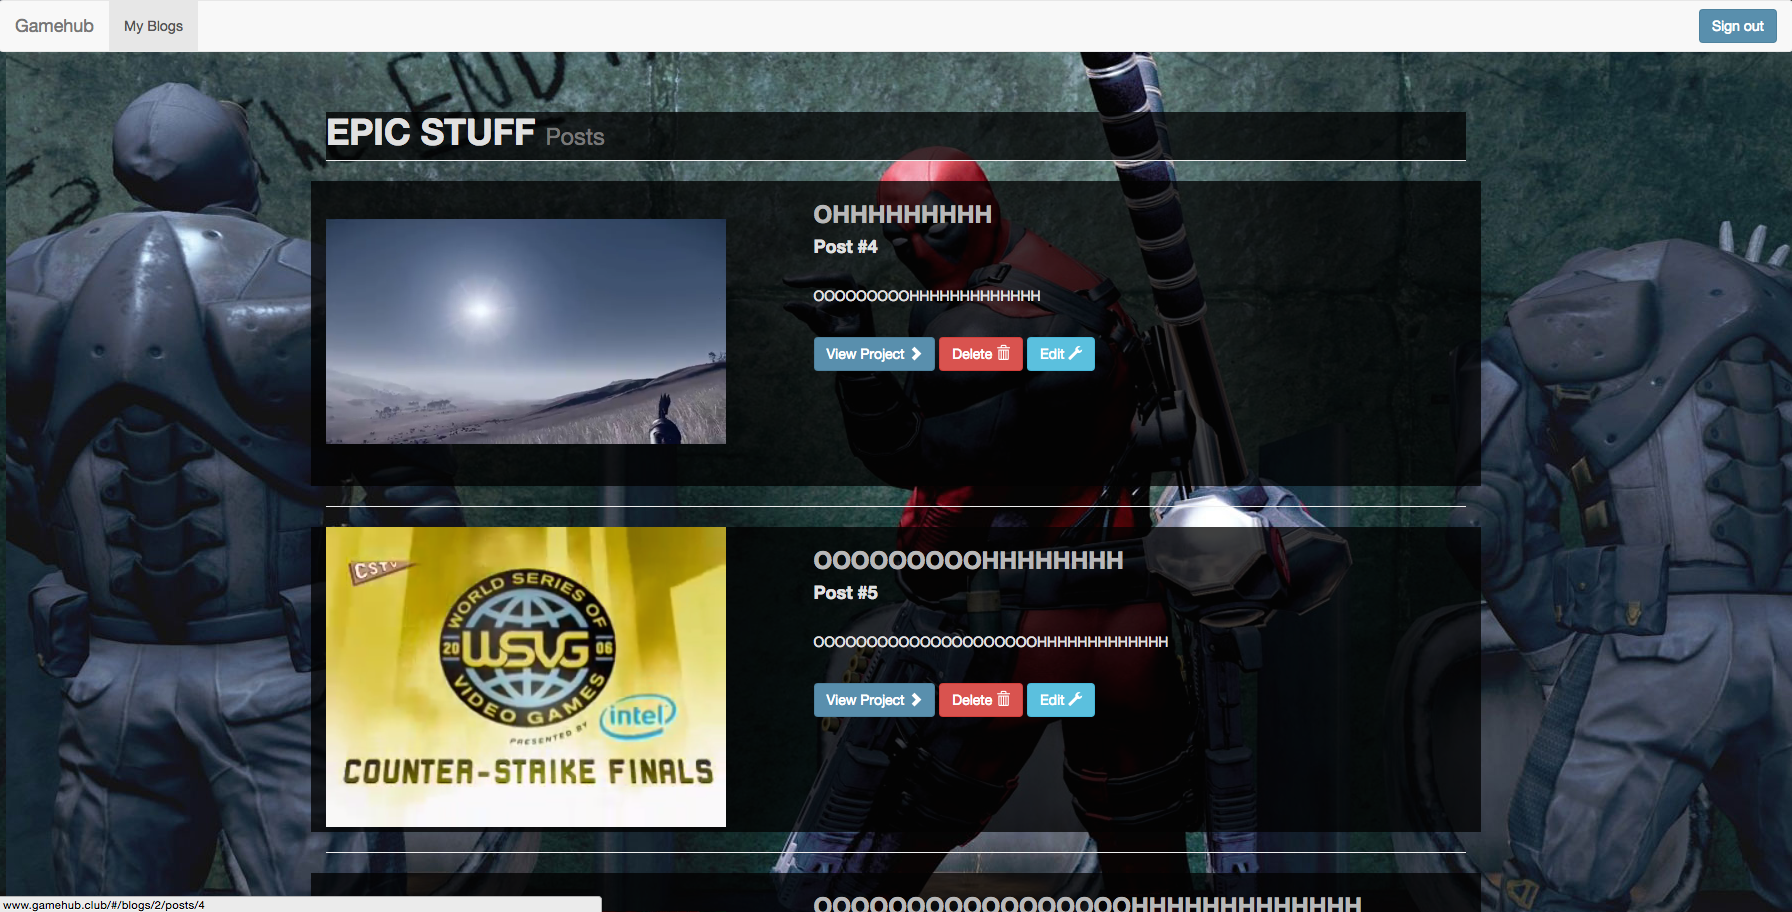 Gamehub My Blogs Sign out
EPIC STUFF Posts
OHHHHHHHHH
Post #4
OOOOOOOOOHHHHHHHHHHHHH
View Project Delete Edit
CSTV
WORLD SERIES OF
20 WSVG 06
VIDEO GAMES
PRESENTED BY intel
COUNTER-STRIKE FINALS
OOOOOOOOOHHHHHHHH
Post #5
OOOOOOOOOOOOOOOOOOOOOHHHHHHHHHHHHH
View Project Delete Edit
OOOOOOOOOOOOOOOOOHHHHHHHHHHHHH
www.gamehub.club/#/blogs/2/posts/4